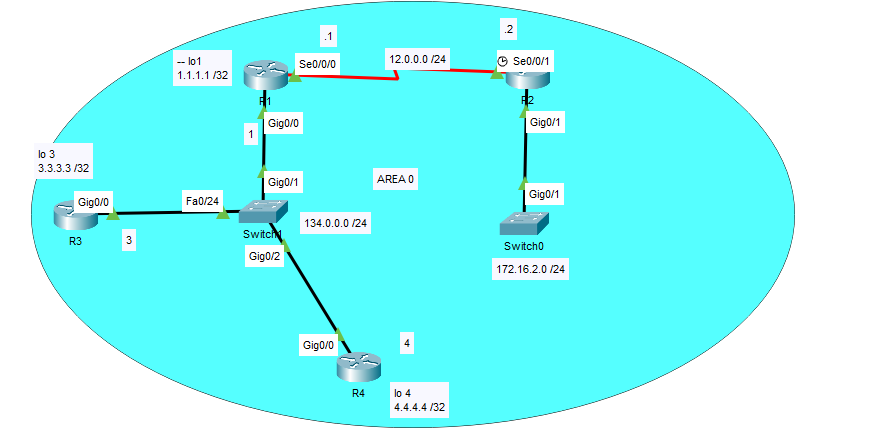 .1
.2
-- lo1
1.1.1.1 /32
Se0/0/0
12.0.0.0 /24
Se0/0/1
R1
R2
1
Gig0/0
Gig0/1
lo 3
3.3.3.3 /32
Gig0/1
AREA 0
Gig0/1
Gig0/0
Fa0/24
R3
3
Switch1
134.0.0.0 /24
Switch0
Gig0/2
172.16.2.0 /24
Gig0/0
4
R4
lo 4
4.4.4.4 /32